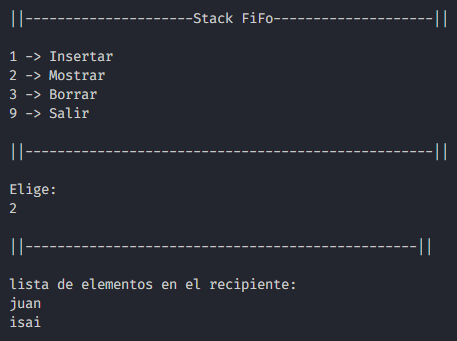 ||---------------------Stack FiFo--------------------||
1 -> Insertar
2 -> Mostrar
3 -> Borrar
9 -> Salir
||---------------------------------------------------||
Elige:
2
||-------------------------------------------------||
lista de elementos en el recipiente:
juan
isai